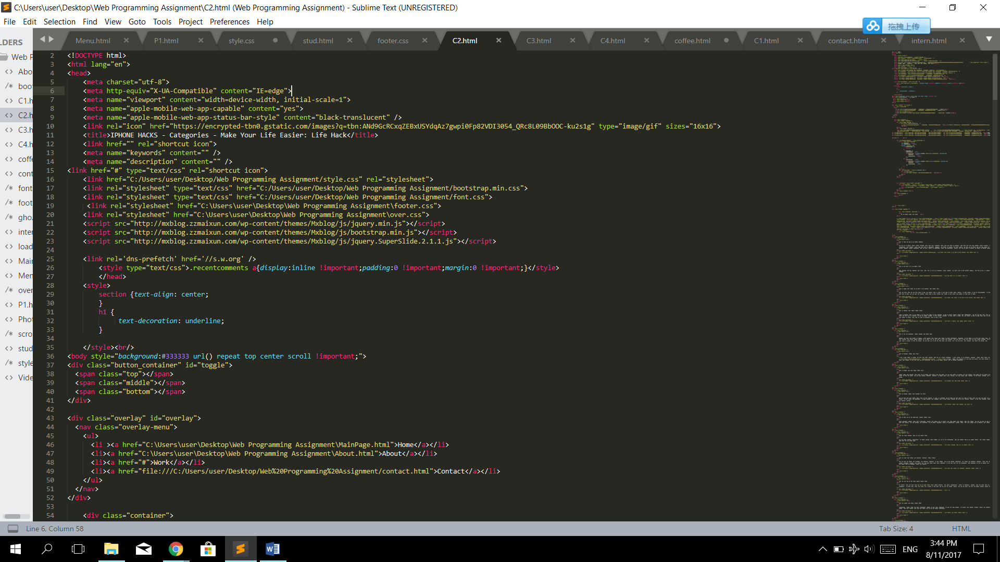 C:\Users\user\Desktop\Web Programming Assignment\C2.html (Web Programming Assignment) - Sublime Text (UNREGISTERED)
File Edit Selection Find View Goto Tools Project Preferences Help
拖拽上传
LDERS
Menu.html P1.html style.css stud.html footer.css C2.html C3.html C4.html coffee.html C1.html contact.html intern.html
Web P
<> Abo
/* boot
<> C1.h
<> C2.h
<> C3.h
<> C4.h
<> coffe
<> cont
/* font
/* foot
/* gho.
<> inter
<> load
<> Mair
<> Men
/* over
<> P1.h
<> Phot
/* scro
<> stud
/* style
<> Vide
2 <!DOCTYPE html>
3 <html lang="en">
4 <head>
5 <meta charset="utf-8">
6 <meta http-equiv="X-UA-Compatible" content="IE=edge">
7 <meta name="viewport" content="width=device-width, initial-scale=1">
8 <meta name="apple-mobile-web-app-capable" content="yes">
9 <meta name="apple-mobile-web-app-status-bar-style" content="black-translucent" />
10 <link rel="icon" href="https://encrypted-tbn0.gstatic.com/images?q=tbn:ANd9GcRCxqZEBxUSYdqAz7gwpi0Fp82VDI3054_QRc8L09BbOOC-ku2s1g" type="image/gif" sizes="16x16">
11 <title>IPHONE HACKS - Categories - Make Your Life Easier: Life Hack</title>
12 <link href="" rel="shortcut icon">
13 <meta name="keywords" content="" />
14 <meta name="description" content="" />
15 <link href="#" type="text/css" rel="shortcut icon">
16 <link href="C:/Users/user/Desktop/Web Programming Assignment/style.css" rel="stylesheet">
17 <link rel="stylesheet" type="text/css" href="C:/Users/user/Desktop/Web Programming Assignment/bootstrap.min.css">
18 <link rel="stylesheet" type="text/css" href="C:/Users/user/Desktop/Web Programming Assignment/font.css">
19 <link rel="stylesheet" href="C:\Users\user\Desktop\Web Programming Assignment\footer.css">
20 <link rel="stylesheet" href="C:\Users\user\Desktop\Web Programming Assignment\over.css">
21 <script src="http://mxblog.zzmaixun.com/wp-content/themes/Mxblog/js/jquery.min.js"></script>
22 <script src="http://mxblog.zzmaixun.com/wp-content/themes/Mxblog/js/bootstrap.min.js"></script>
23 <script src="http://mxblog.zzmaixun.com/wp-content/themes/Mxblog/js/jquery.SuperSlide.2.1.1.js"></script>
24
25 <link rel='dns-prefetch' href='//s.w.org' />
26 <style type="text/css">.recentcomments a{display:inline !important;padding:0 !important;margin:0 !important;}</style>
27 </head>
28 <style>
29 section {text-align: center;
30 }
31 h1 {
32 text-decoration: underline;
33 }
34
35 </style><br/>
36 <body style="background:#333333 url() repeat top center scroll !important;">
37 <div class="button_container" id="toggle">
38 <span class="top"></span>
39 <span class="middle"></span>
40 <span class="bottom"></span>
41 </div>
42
43 <div class="overlay" id="overlay">
44 <nav class="overlay-menu">
45 <ul>
46 <li ><a href="C:\Users\user\Desktop\Web Programming Assignment\MainPage.html">Home</a></li>
47 <li><a href="C:\Users\user\Desktop\Web Programming Assignment\About.html">About</a></li>
48 <li><a href="#">Work</a></li>
49 <li><a href="file:///C:/Users/user/Desktop/Web%20Programming%20Assignment/contact.html">Contact</a></li>
50 </ul>
51 </nav>
52 </div>
53
54 <div class="container">
Line 6, Column 58
Tab Size: 4
HTML
ENG
3:44 PM
8/11/2017